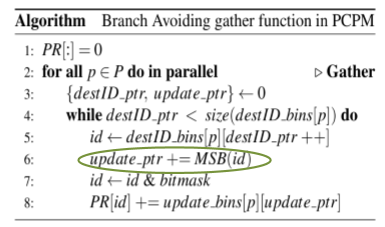 Algorithm Branch Avoiding gather function in PCPM
1: PR[:] = 0
2: for all p ∈ P do in parallel ▷ Gather
3: {destID_ptr, update_ptr} ← 0
4: while destID_ptr < size(destID_bins[p]) do
5: id ← destID_bins[p][destID_ptr ++]
6: update_ptr += MSB(id)
7: id ← id & bitmask
8: PR[id] += update_bins[p][update_ptr]